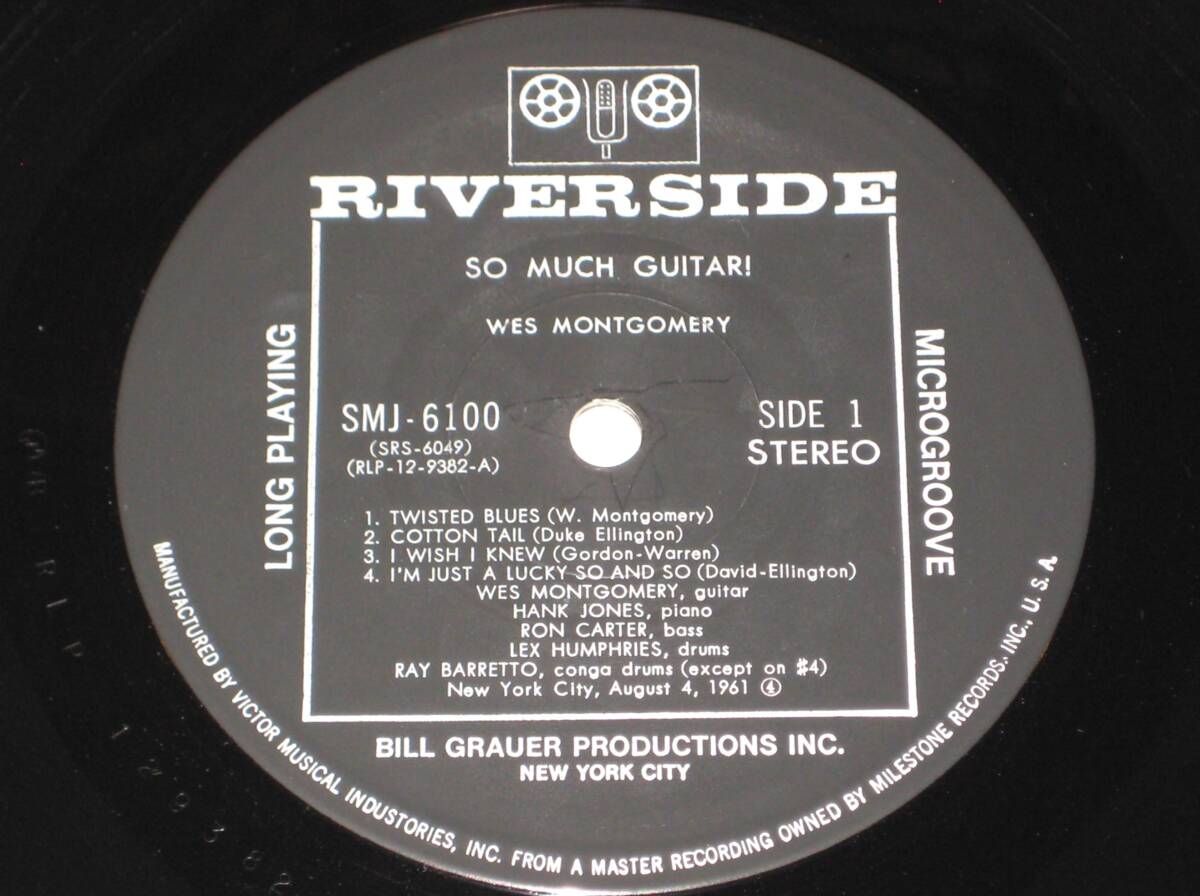 RIVERSIDE
SO MUCH GUITAR!
WES MONTGOMERY
LONG PLAYING
MICROGROOVE
SMJ-6100
(SRS-6049)
(RLP-12-9382-A)
SIDE 1
STEREO
1. TWISTED BLUES (W. Montgomery)
2. COTTON TAIL (Duke Ellington)
3. I WISH I KNEW (Gordon-Warren)
4. I'M JUST A LUCKY SO AND SO (David-Ellington)
WES MONTGOMERY, guitar
HANK JONES, piano
RON CARTER, bass
LEX HUMPHRIES, drums
RAY BARRETTO, conga drums (except on #4)
New York City, August 4, 1961 ④
BILL GRAUER PRODUCTIONS INC.
NEW YORK CITY
MANUFACTURED BY VICTOR MUSICAL INDUSTORIES, INC. FROM A MASTER RECORDING OWNED BY MILESTONE RECORDS. INC., U. S. A.